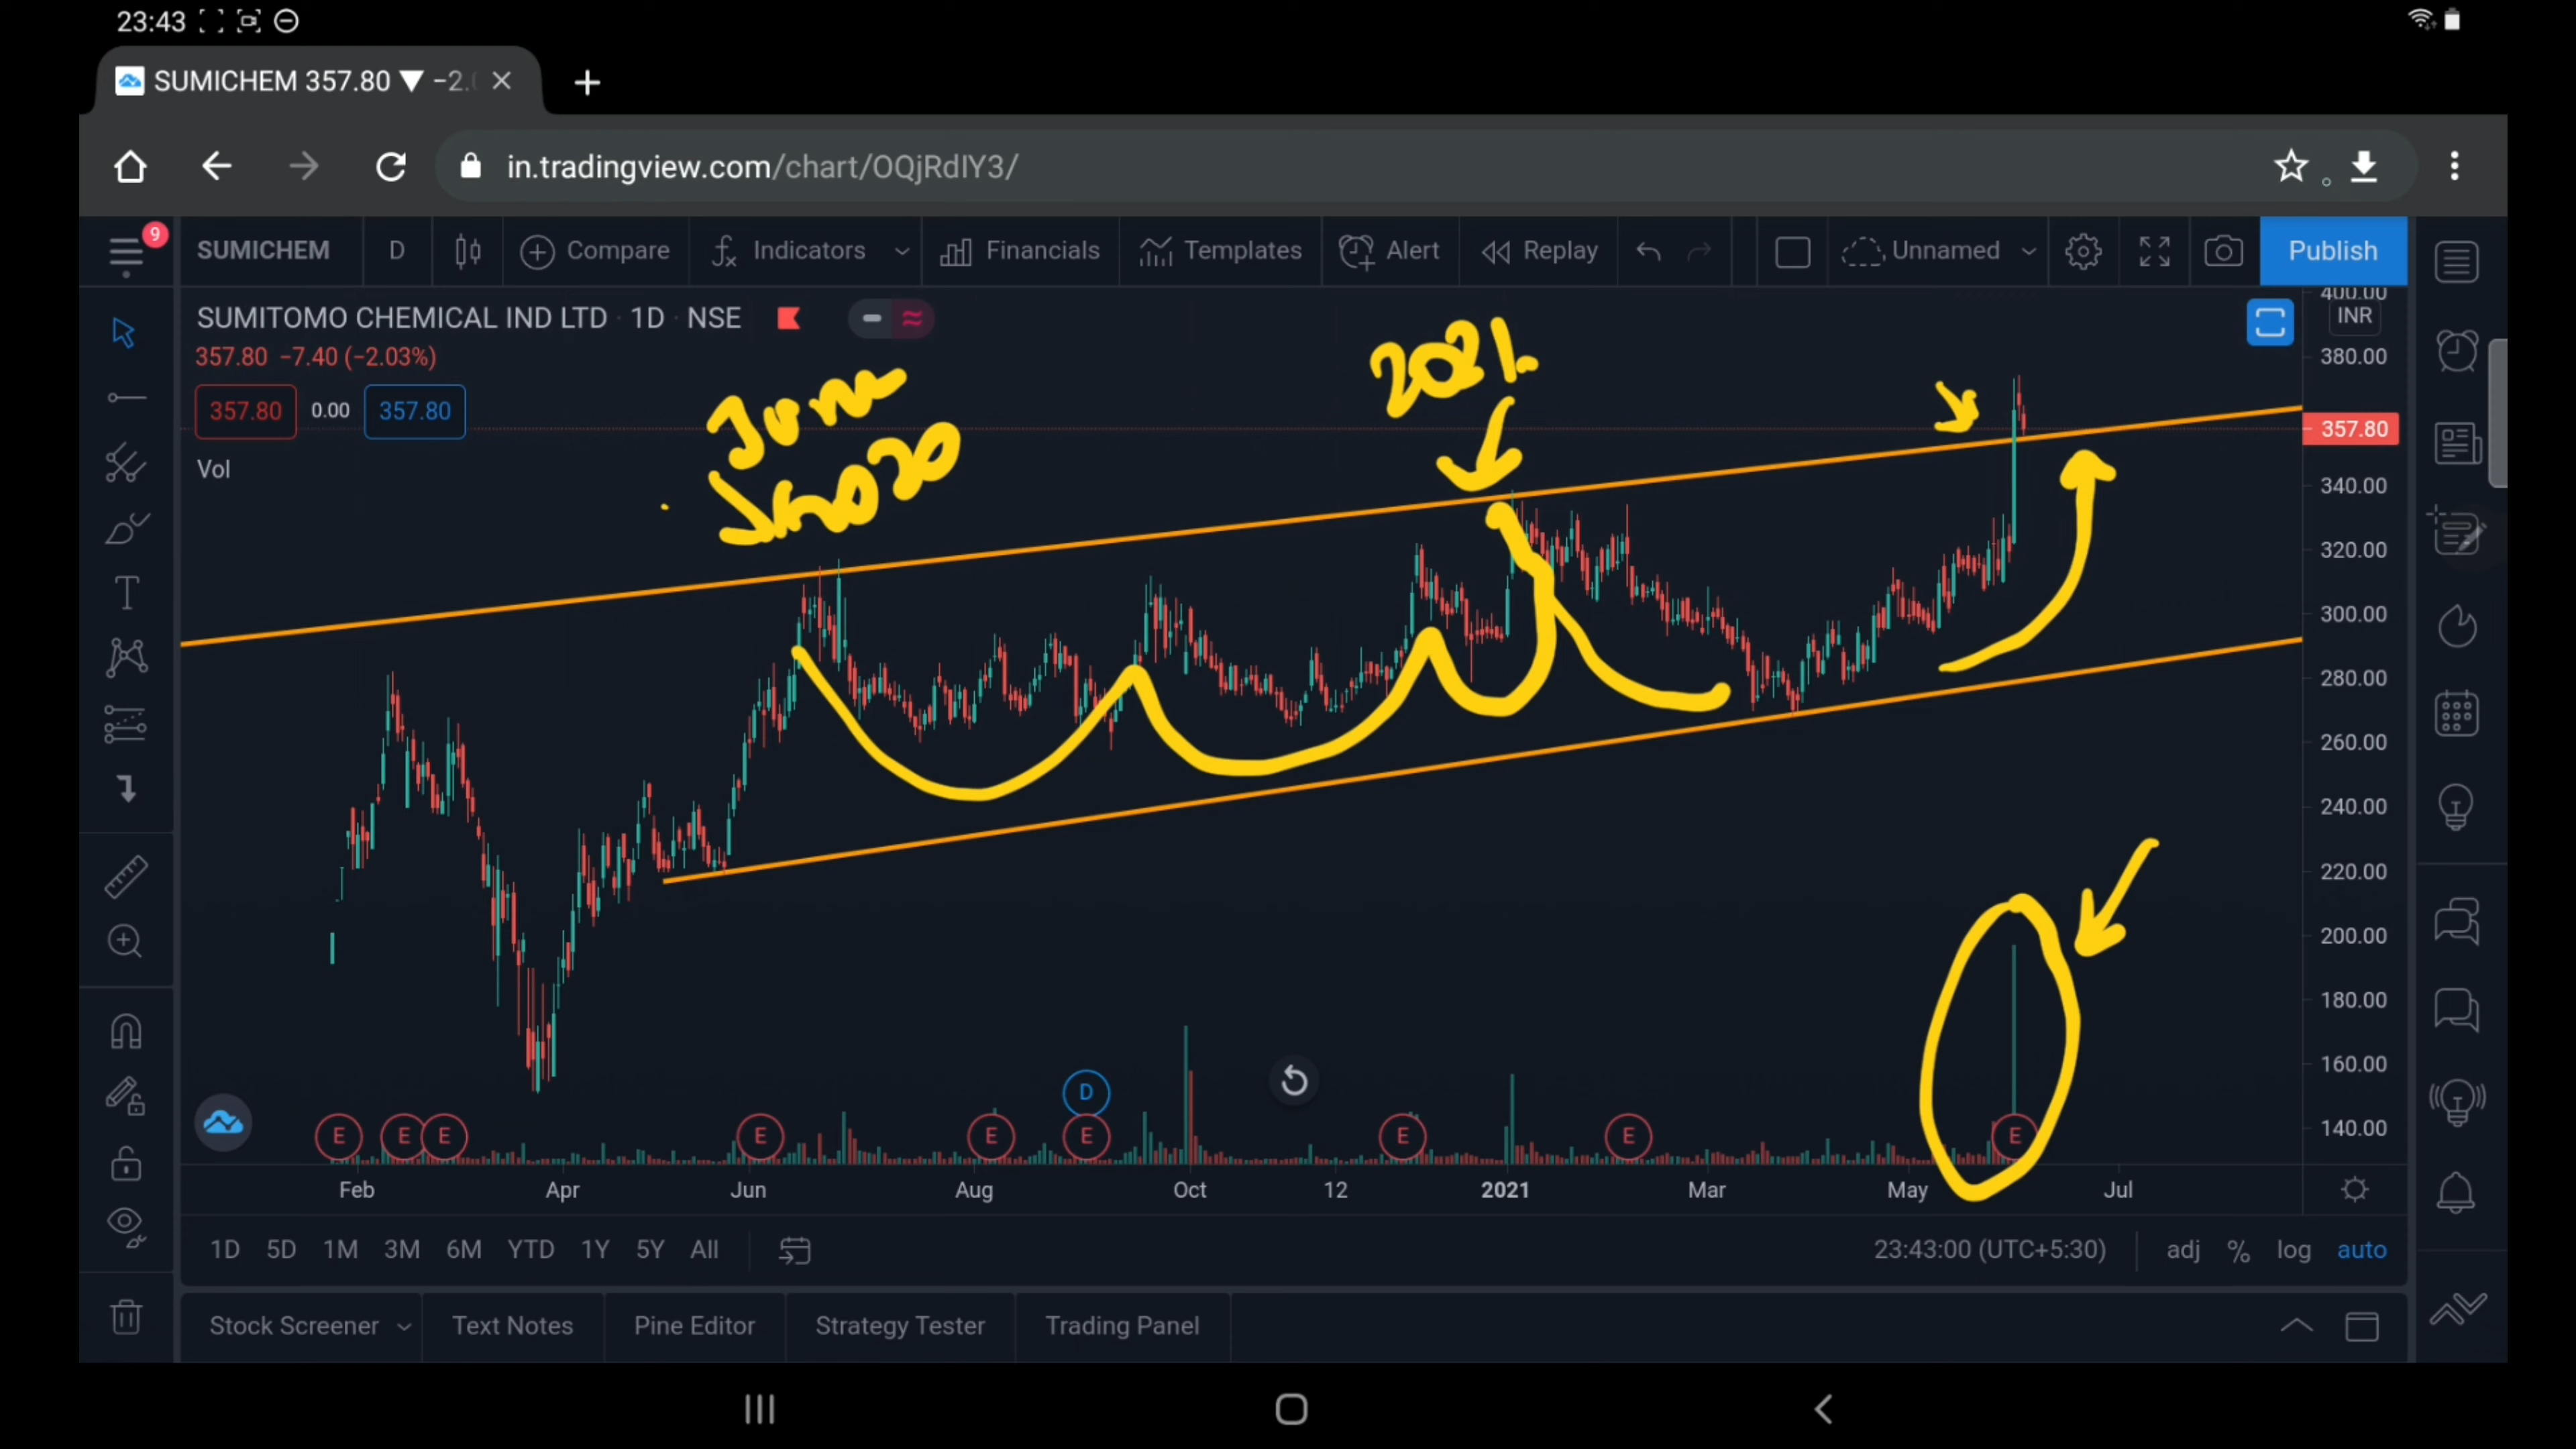 23:43
SUMICHEM 357.80 ▼ −2.0
in.tradingview.com/chart/OQjRdIY3/
9
SUMICHEM D Compare Indicators Financials Templates Alert Replay Unnamed Publish
SUMITOMO CHEMICAL IND LTD · 1D · NSE
357.80 −7.40 (−2.03%)
357.80 0.00 357.80
Vol
June
2021
400.00
INR
380.00
357.80
340.00
320.00
300.00
280.00
260.00
240.00
220.00
200.00
180.00
160.00
140.00
D
E E E E E E E E E
Feb Apr Jun Aug Oct 12 2021 Mar May Jul
1D 5D 1M 3M 6M YTD 1Y 5Y All 23:43:00 (UTC+5:30) adj % log auto
Stock Screener Text Notes Pine Editor Strategy Tester Trading Panel